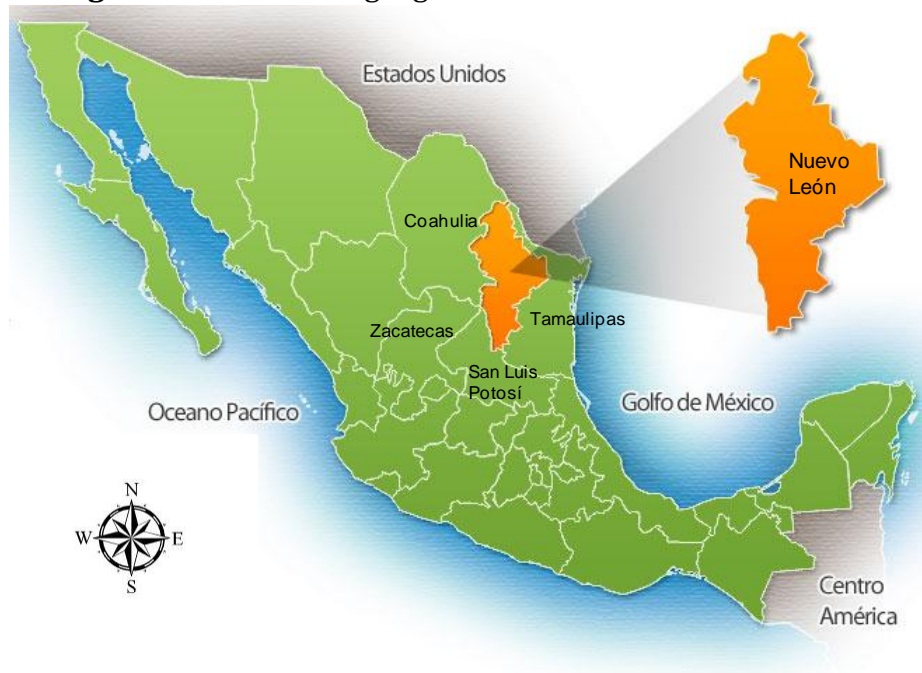 Estados Unidos
Nuevo
León
Coahulia
Zacatecas
Tamaulipas
San Luis
Potosí
Oceano Pacífico
Golfo de México
N
W
E
S
Centro
América